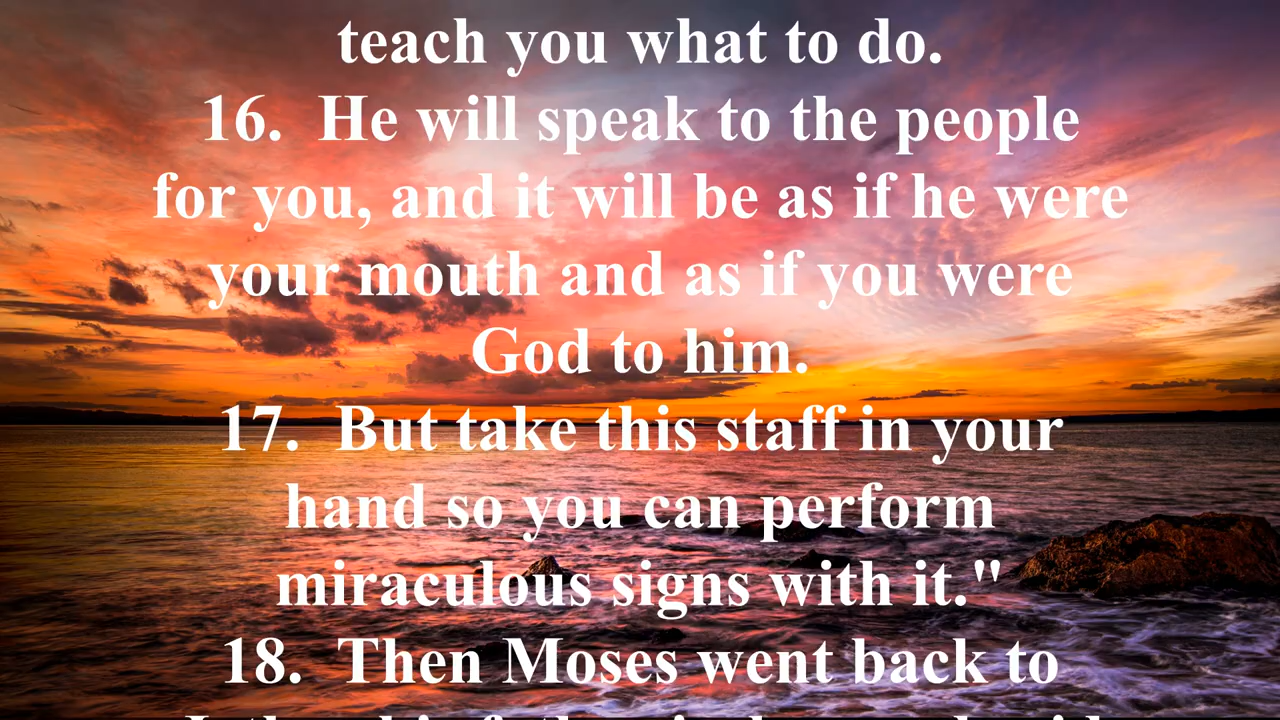 teach you what to do.
16. He will speak to the people
for you, and it will be as if he were
your mouth and as if you were
God to him.
17. But take this staff in your
hand so you can perform
miraculous signs with it."
18. Then Moses went back to